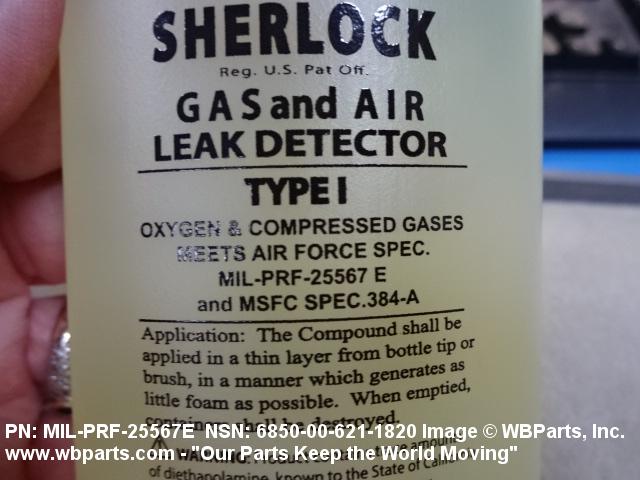 SHERLOCK
Reg. U.S. Pat Off.
GAS and AIR
LEAK DETECTOR
TYPE I
OXYGEN & COMPRESSED GASES
MEETS AIR FORCE SPEC.
MIL-PRF-25567 E
and MSFC SPEC.384-A
Application: The Compound shall be
applied in a thin layer from bottle tip or
brush, in a manner which generates as
little foam as possible. When emptied,
destroyed.
PN: MIL-PRF-25567E NSN: 6850-00-621-1820 Image © WBParts, Inc.
WARNING:
www.wbparts.com - "Our Parts Keep the World Moving"
of diethanolamine, known to the State of